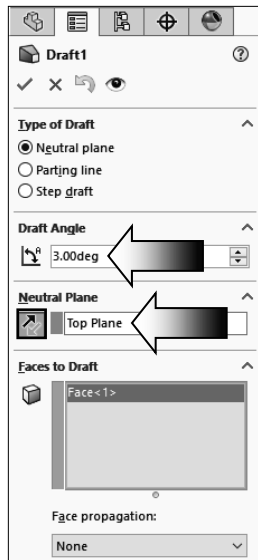 Draft1
Type of Draft
Neutral plane
Parting line
Step draft
Draft Angle
3.00deg
Neutral Plane
Top Plane
Faces to Draft
Face<1>
Face propagation:
None